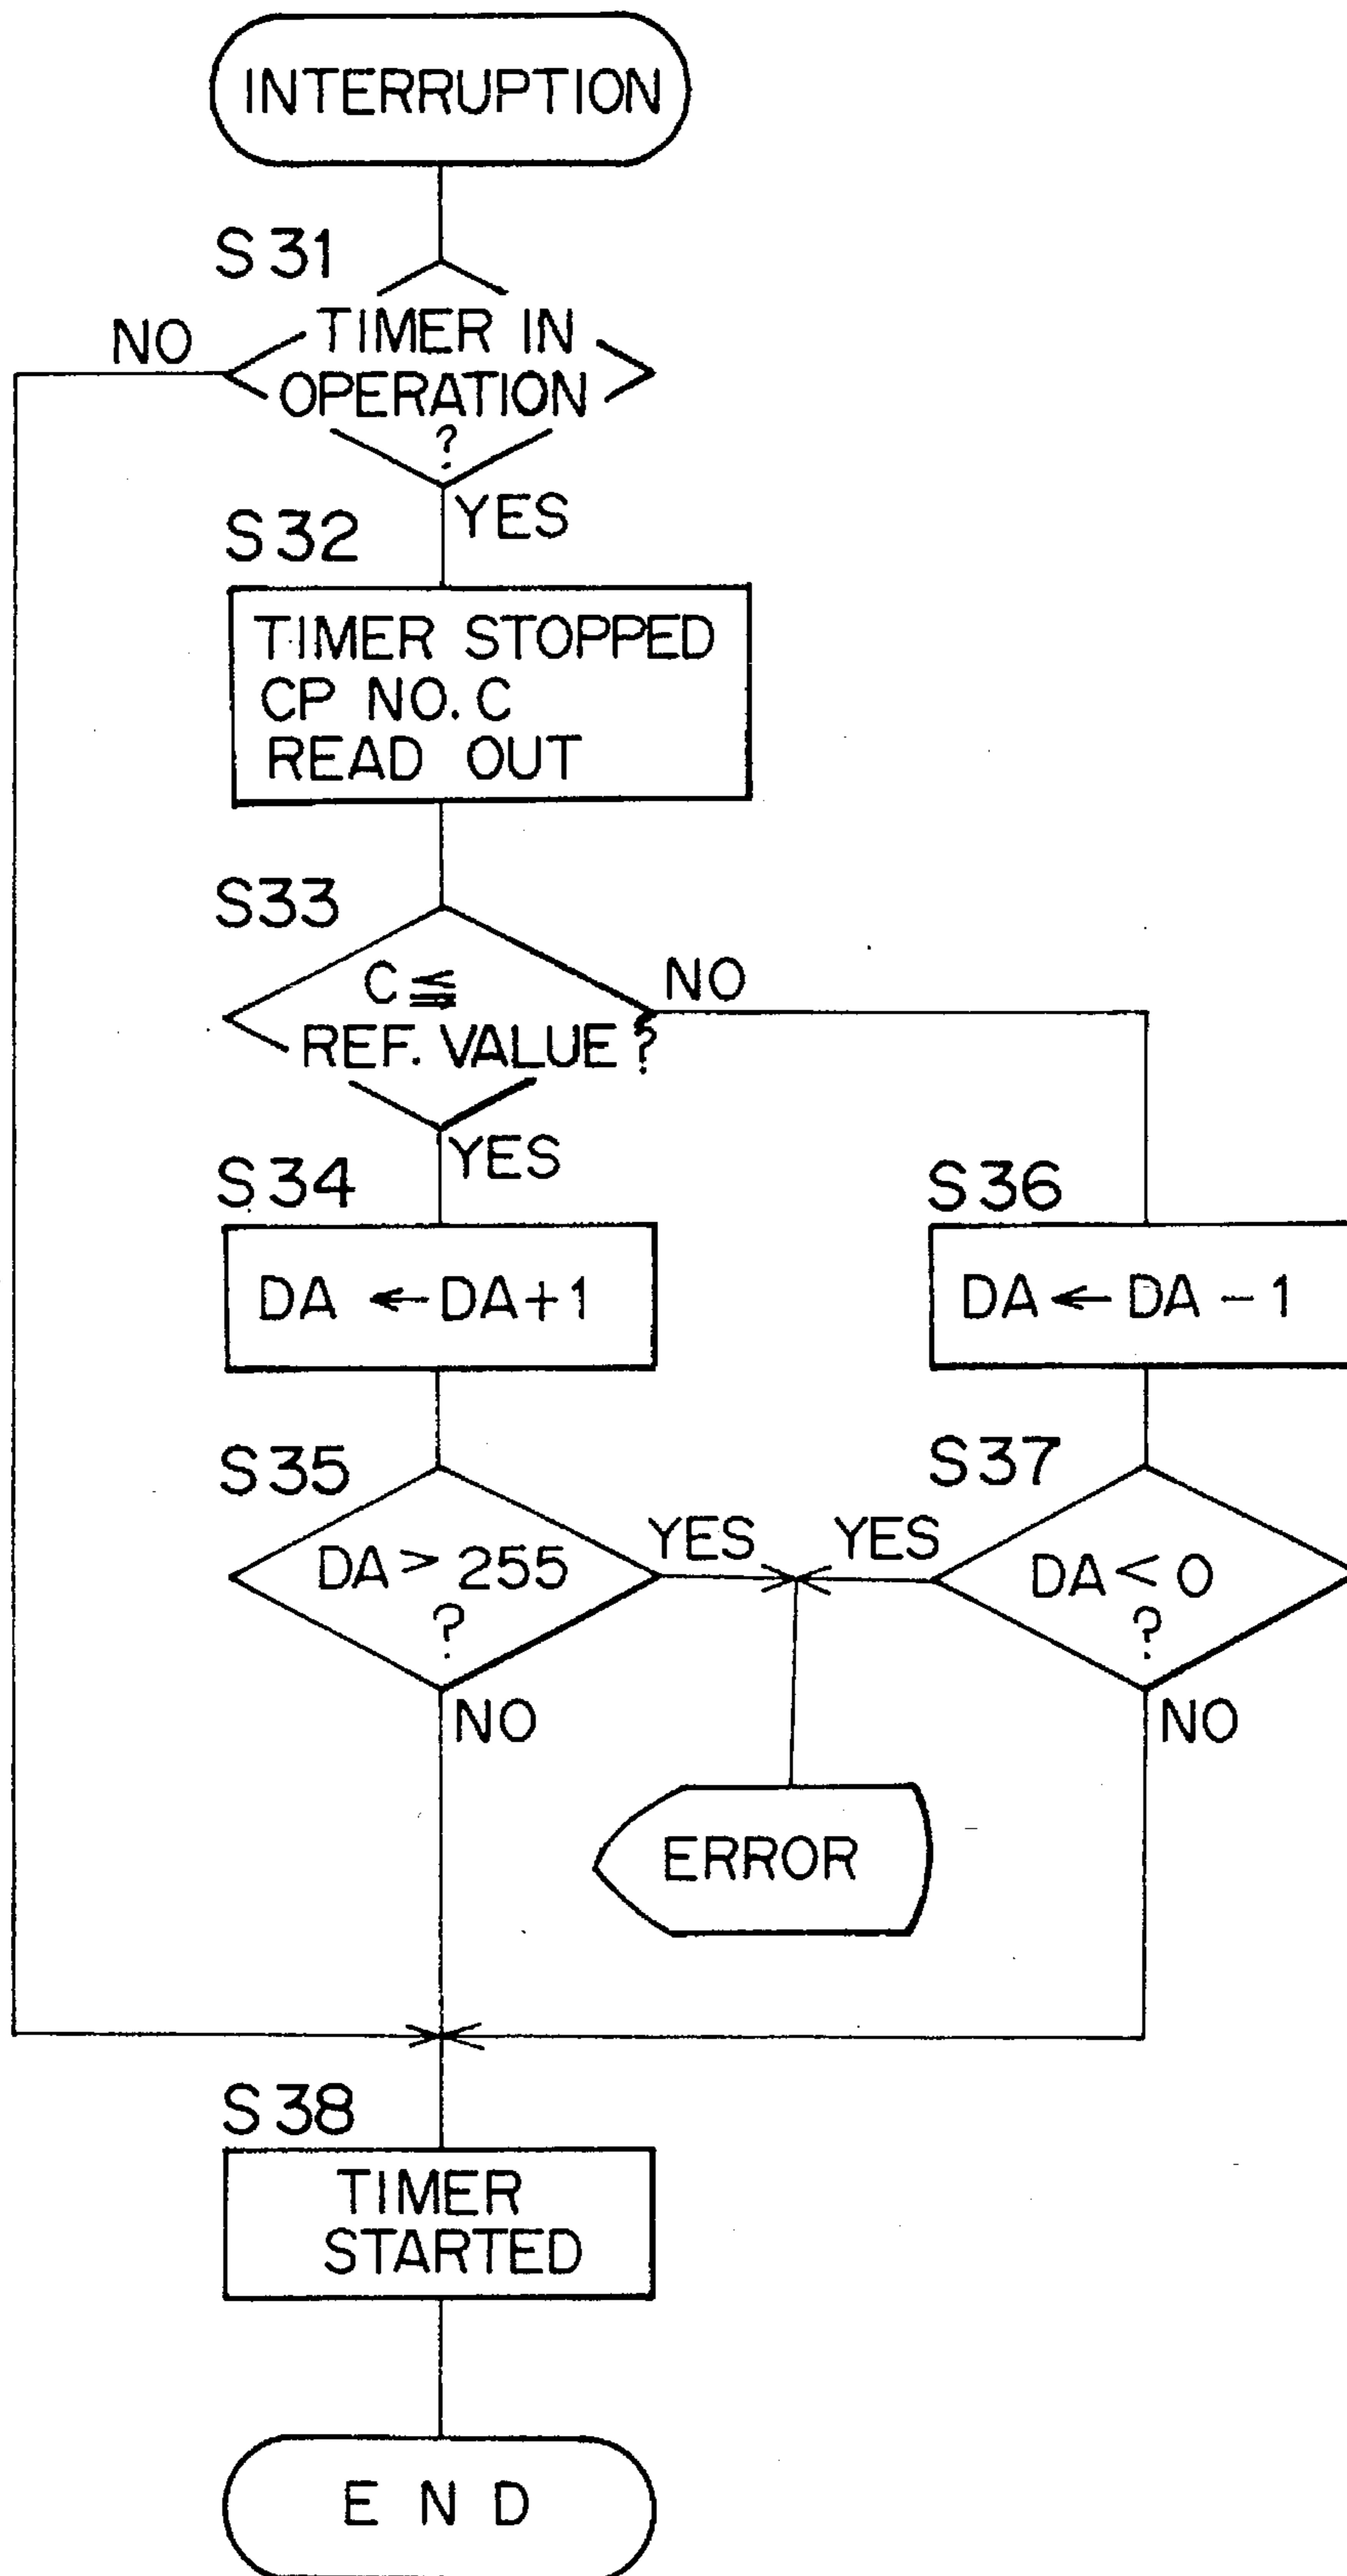 INTERRUPTION
S31
NO
TIMER IN
OPERATION
?
YES
S32
TIMER STOPPED
CP NO. C
READ OUT
S33
C ≦
REF. VALUE ?
NO
YES
S34
DA ← DA+1
S36
DA ← DA - 1
S35
DA > 255
?
YES
NO
S37
YES
DA < 0
?
NO
ERROR
S38
TIMER
STARTED
END